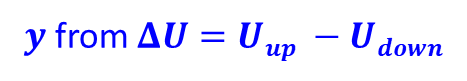 y from ΔU = U_up − U_down